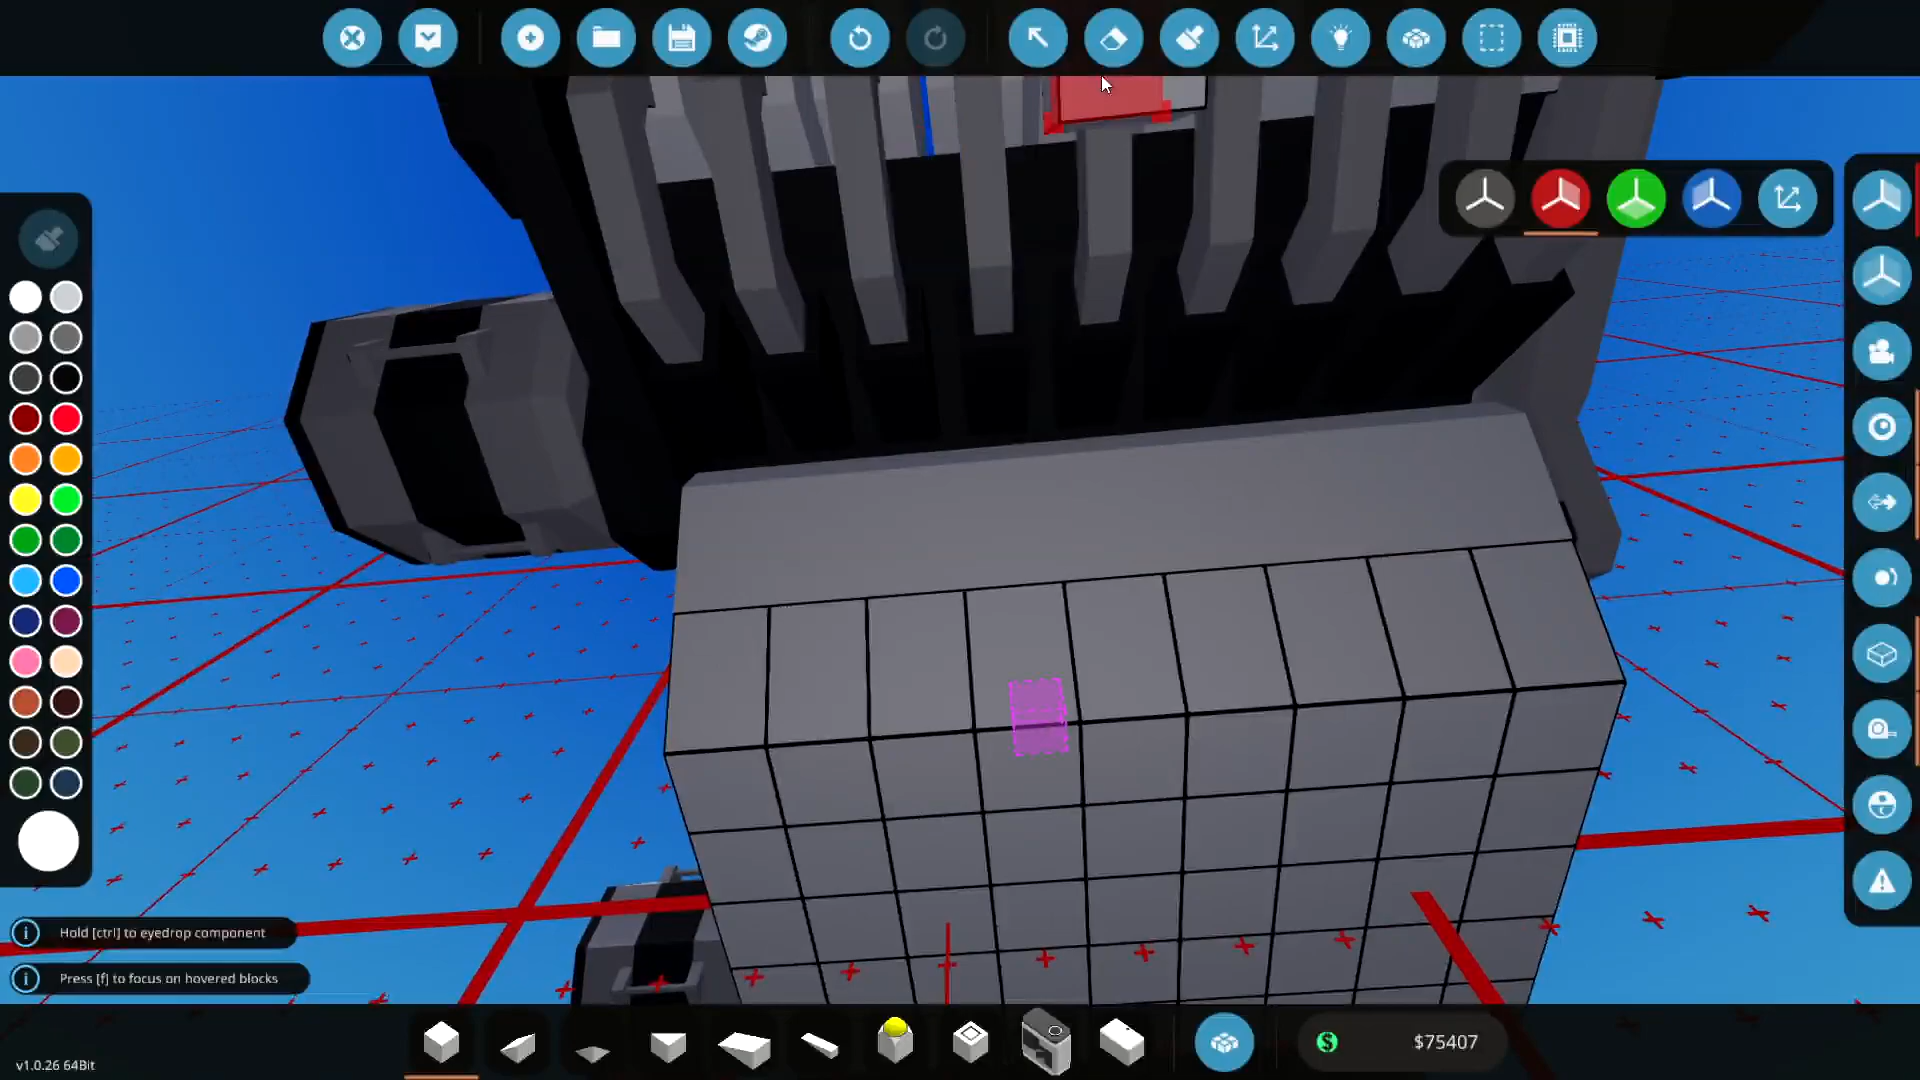 Hold [ctrl] to eyedrop component
Press [f] to focus on hovered blocks
v1.0.26 64Bit
$75407